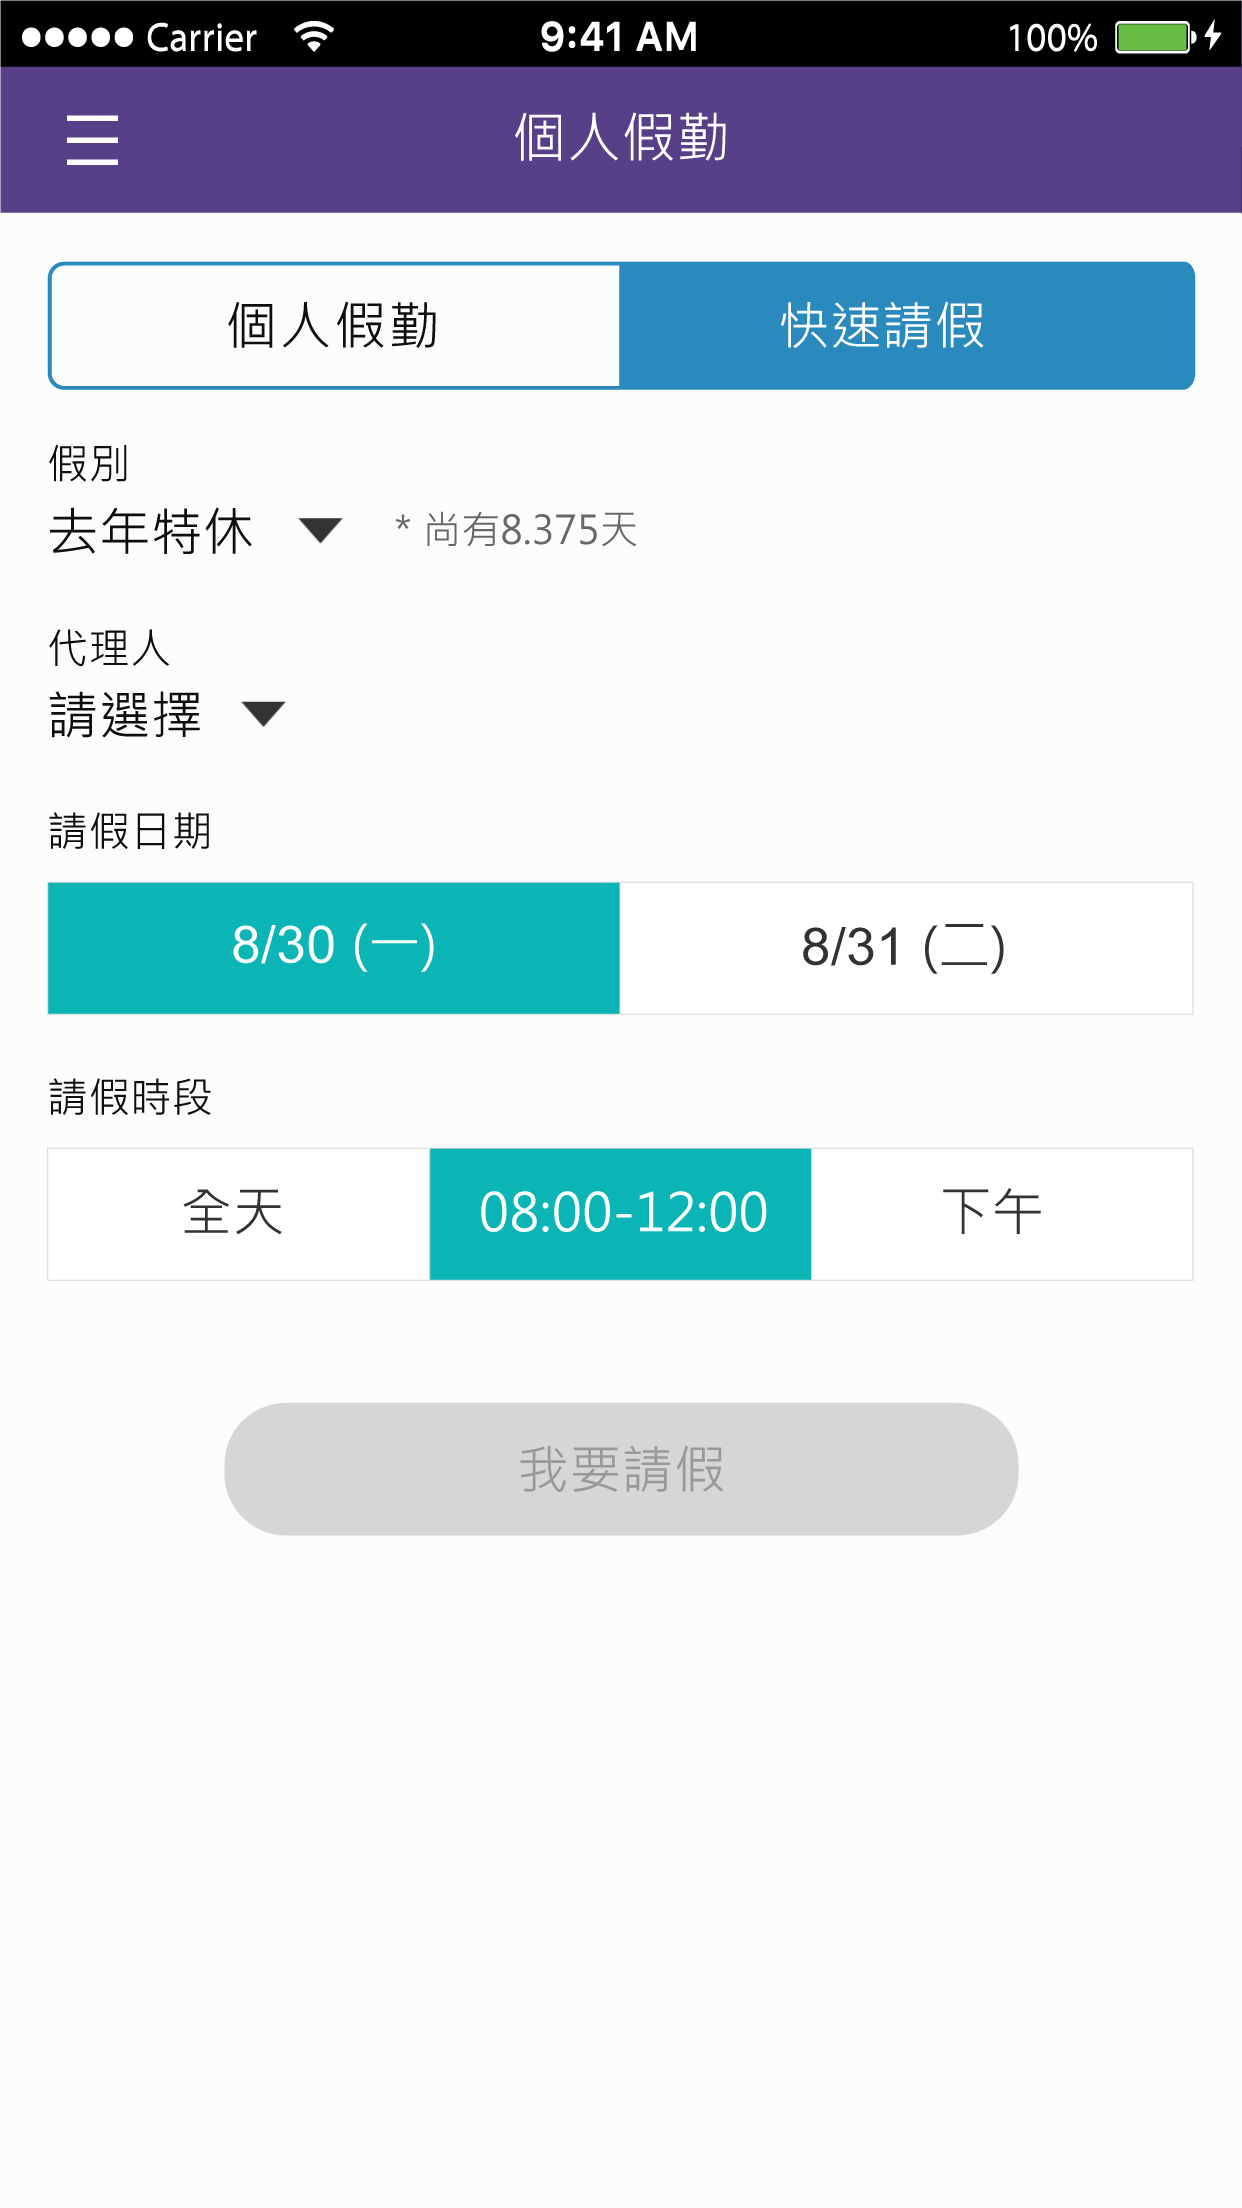 Carrier 9:41 AM 100%
個人假勤
個人假勤 快速請假
假別
去年特休 * 尚有8.375天
代理人
請選擇
請假日期
8/30 (一) 8/31 (二)
請假時段
全天 08:00-12:00 下午
我要請假